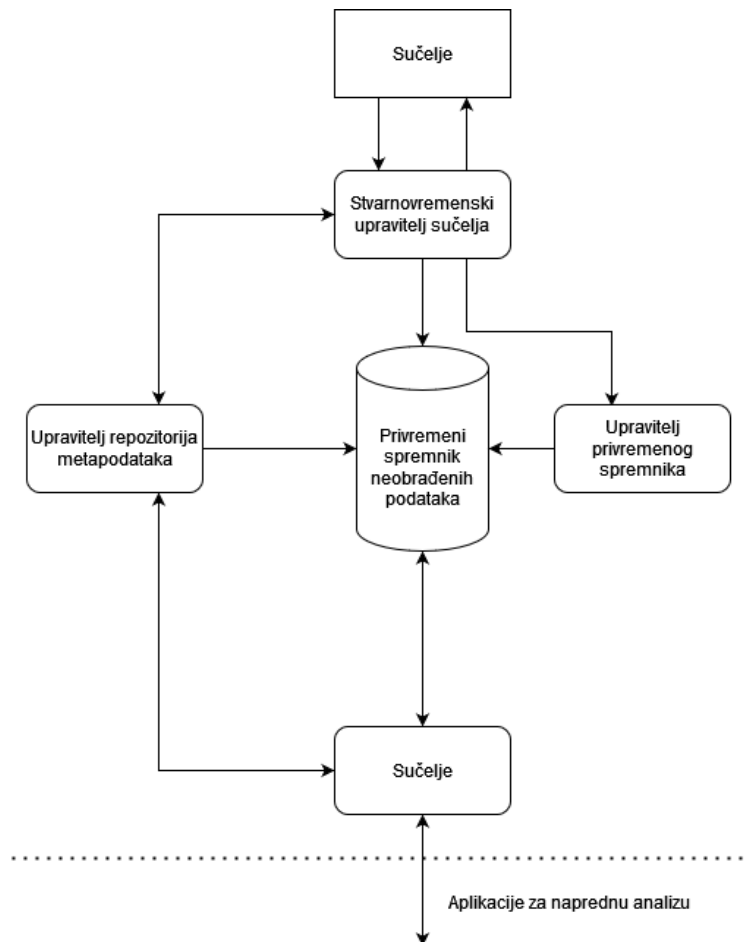 Sučelje
Stvarnovremenski
upravitelj sučelja
Upravitelj repozitorija
metapodataka
Privremeni
spremnik
neobrađenih
podataka
Upravitelj
privremenog
spremnika
Sučelje
Aplikacije za naprednu analizu